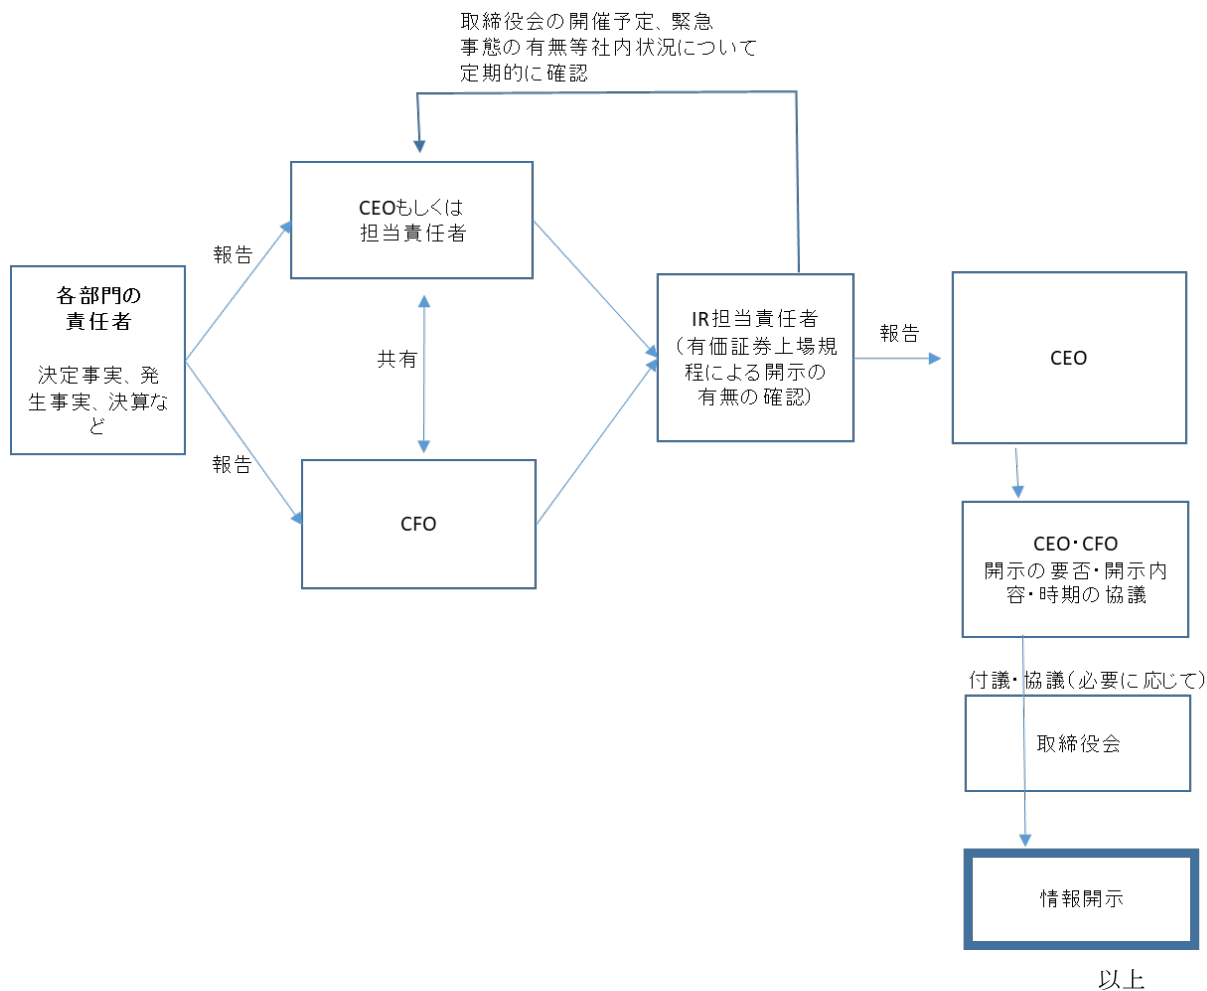 取締役会の開催予定、緊急
事態の有無等社内状況について
定期的に確認
CEOもしくは
担当責任者
報告
各部門の
責任者
決定事実、発
生事実、決算な
ど
共有
報告
CFO
IR担当責任者
（有価証券上場規
程による開示の
有無の確認）
報告
CEO
CEO・CFO
開示の要否・開示内
容・時期の協議
付議・協議（必要に応じて）
取締役会
情報開示
以上